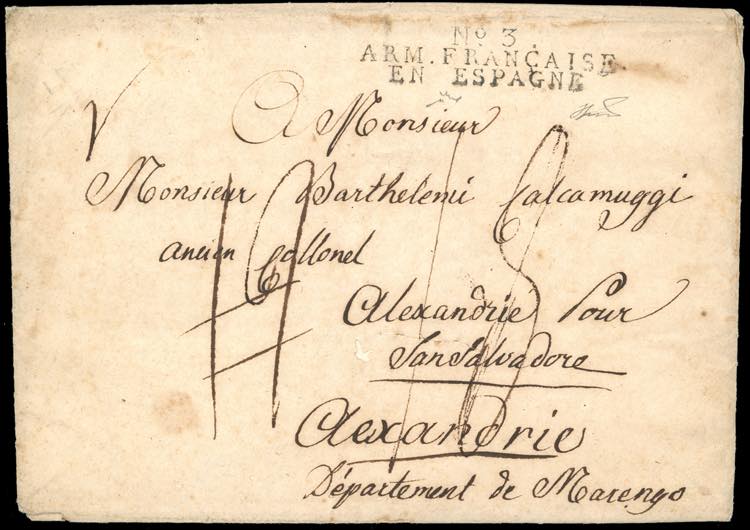 No 3
ARM. FRANÇAISE.
EN ESPAGNE
A Monsieur
Monsieur Barthelemi Calcamuggi
ancien Collonel
Alexandrie Pour
San Salvadore
Alexandrie
Département de Marengo